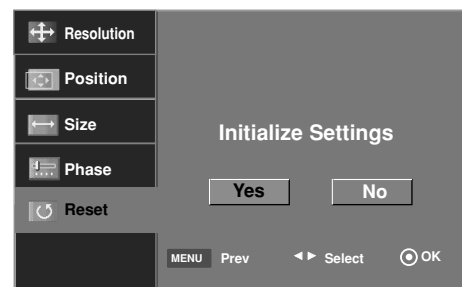 Resolution
Position
Size
Phase
Reset
Initialize Settings
Yes No
MENU Prev Select OK